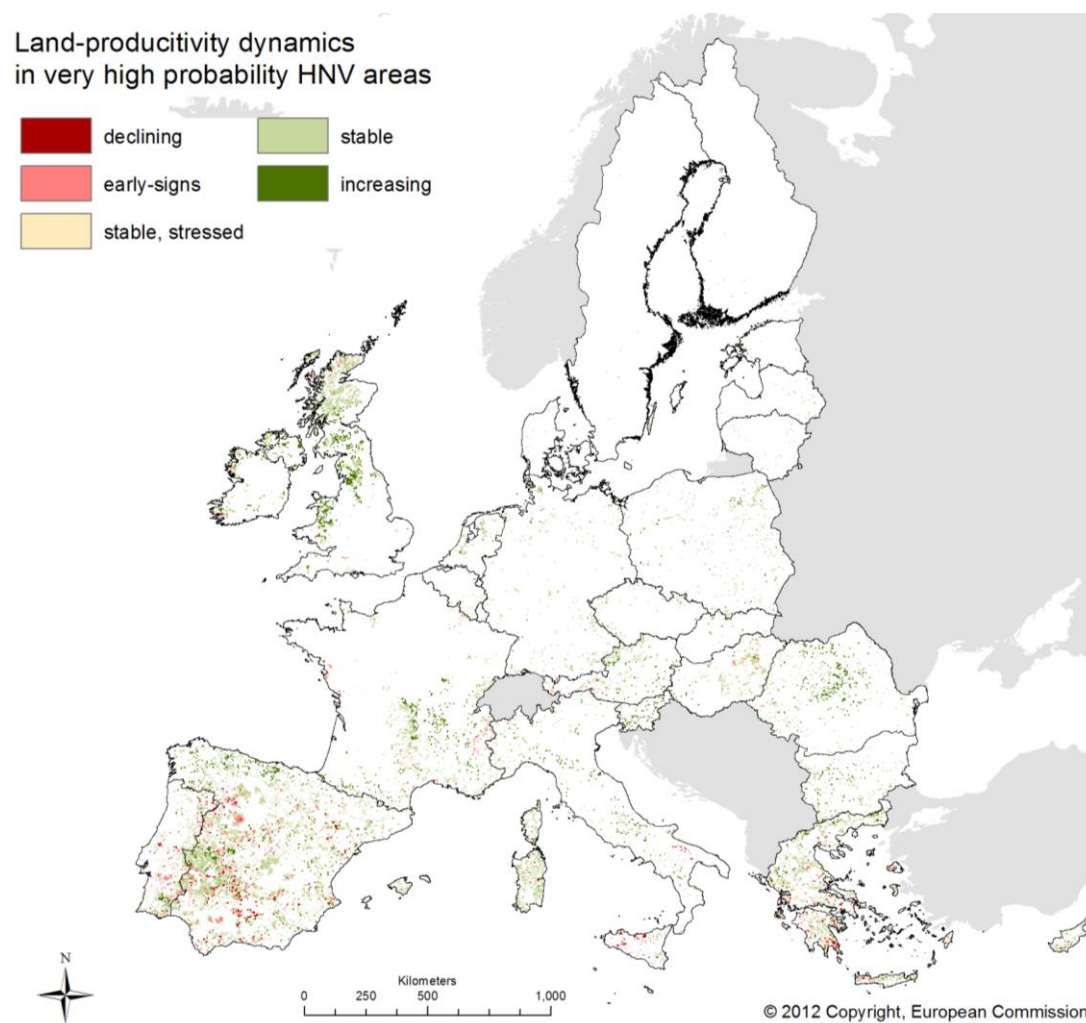 Land-producitivity dynamics
in very high probability HNV areas
declining
stable
early-signs
increasing
stable, stressed
N
Kilometers
0 250 500 1,000
© 2012 Copyright, European Commission